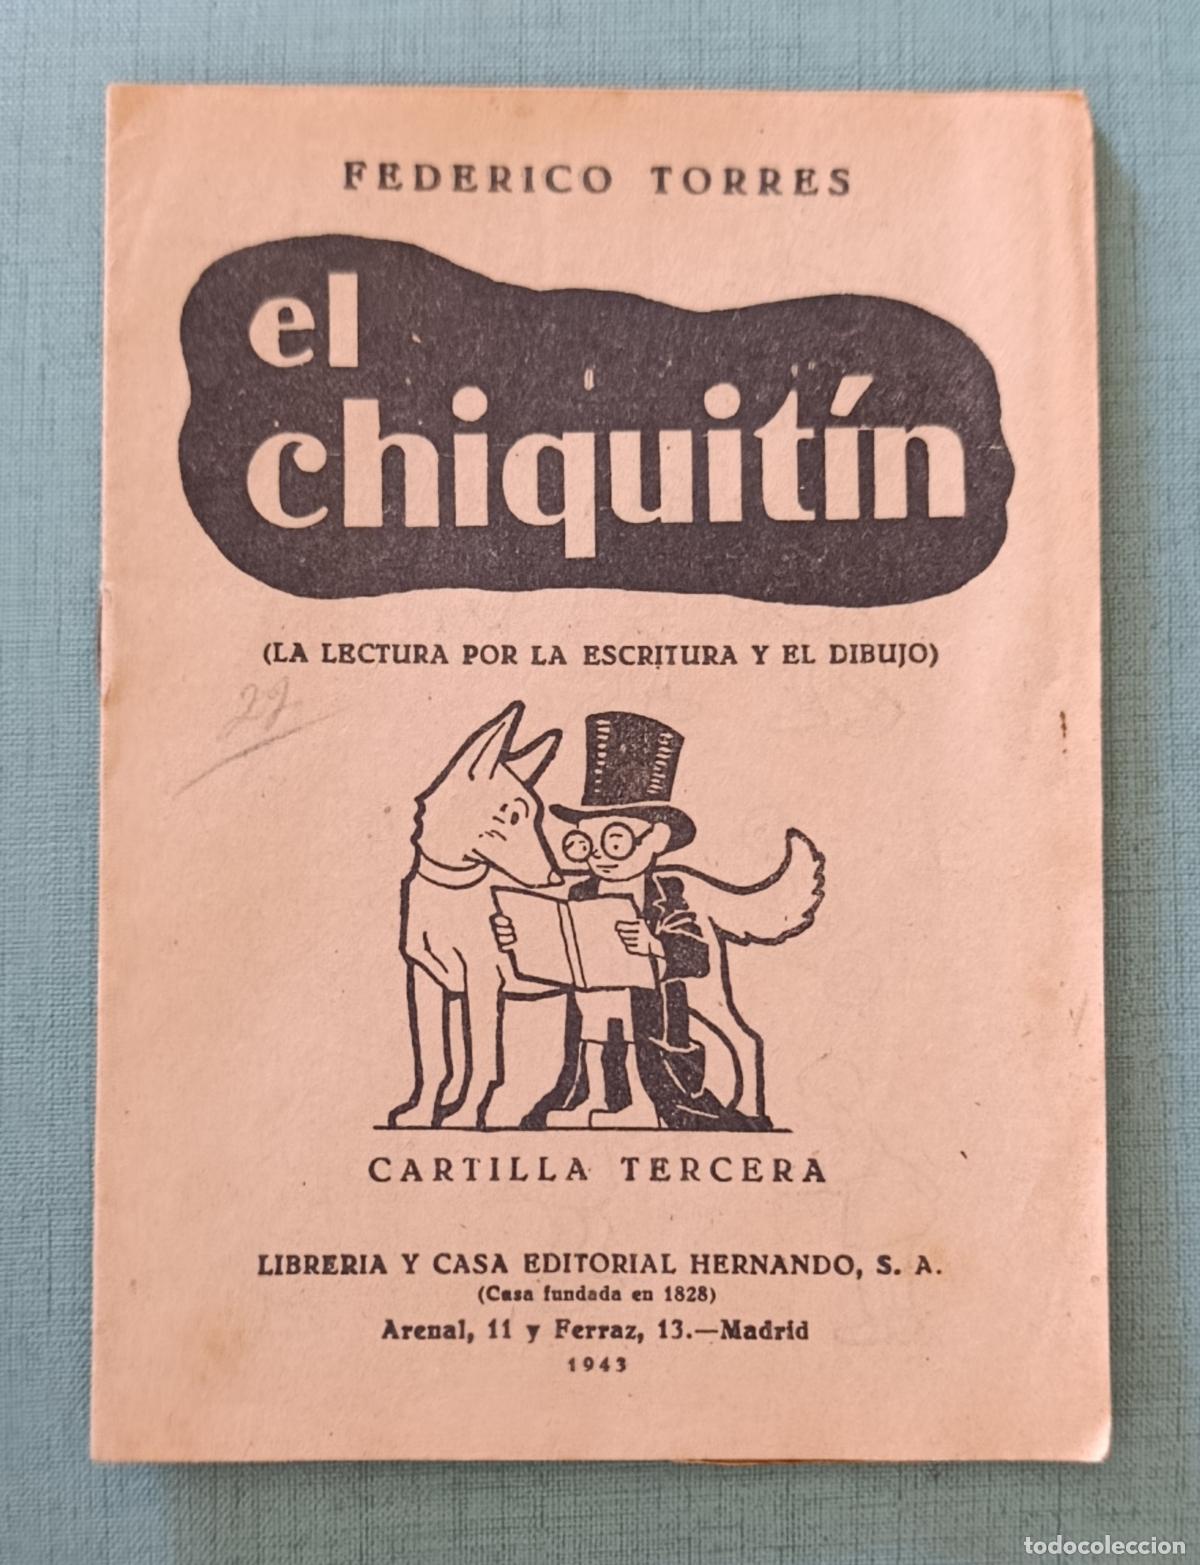 FEDERICO TORRES
el
chiquitín
(LA LECTURA POR LA ESCRITURA Y EL DIBUJO)
CARTILLA TERCERA
LIBRERIA Y CASA EDITORIAL HERNANDO, S. A.
(Casa fundada en 1828)
Arenal, 11 y Ferraz, 13.—Madrid
1943
todocoleccion